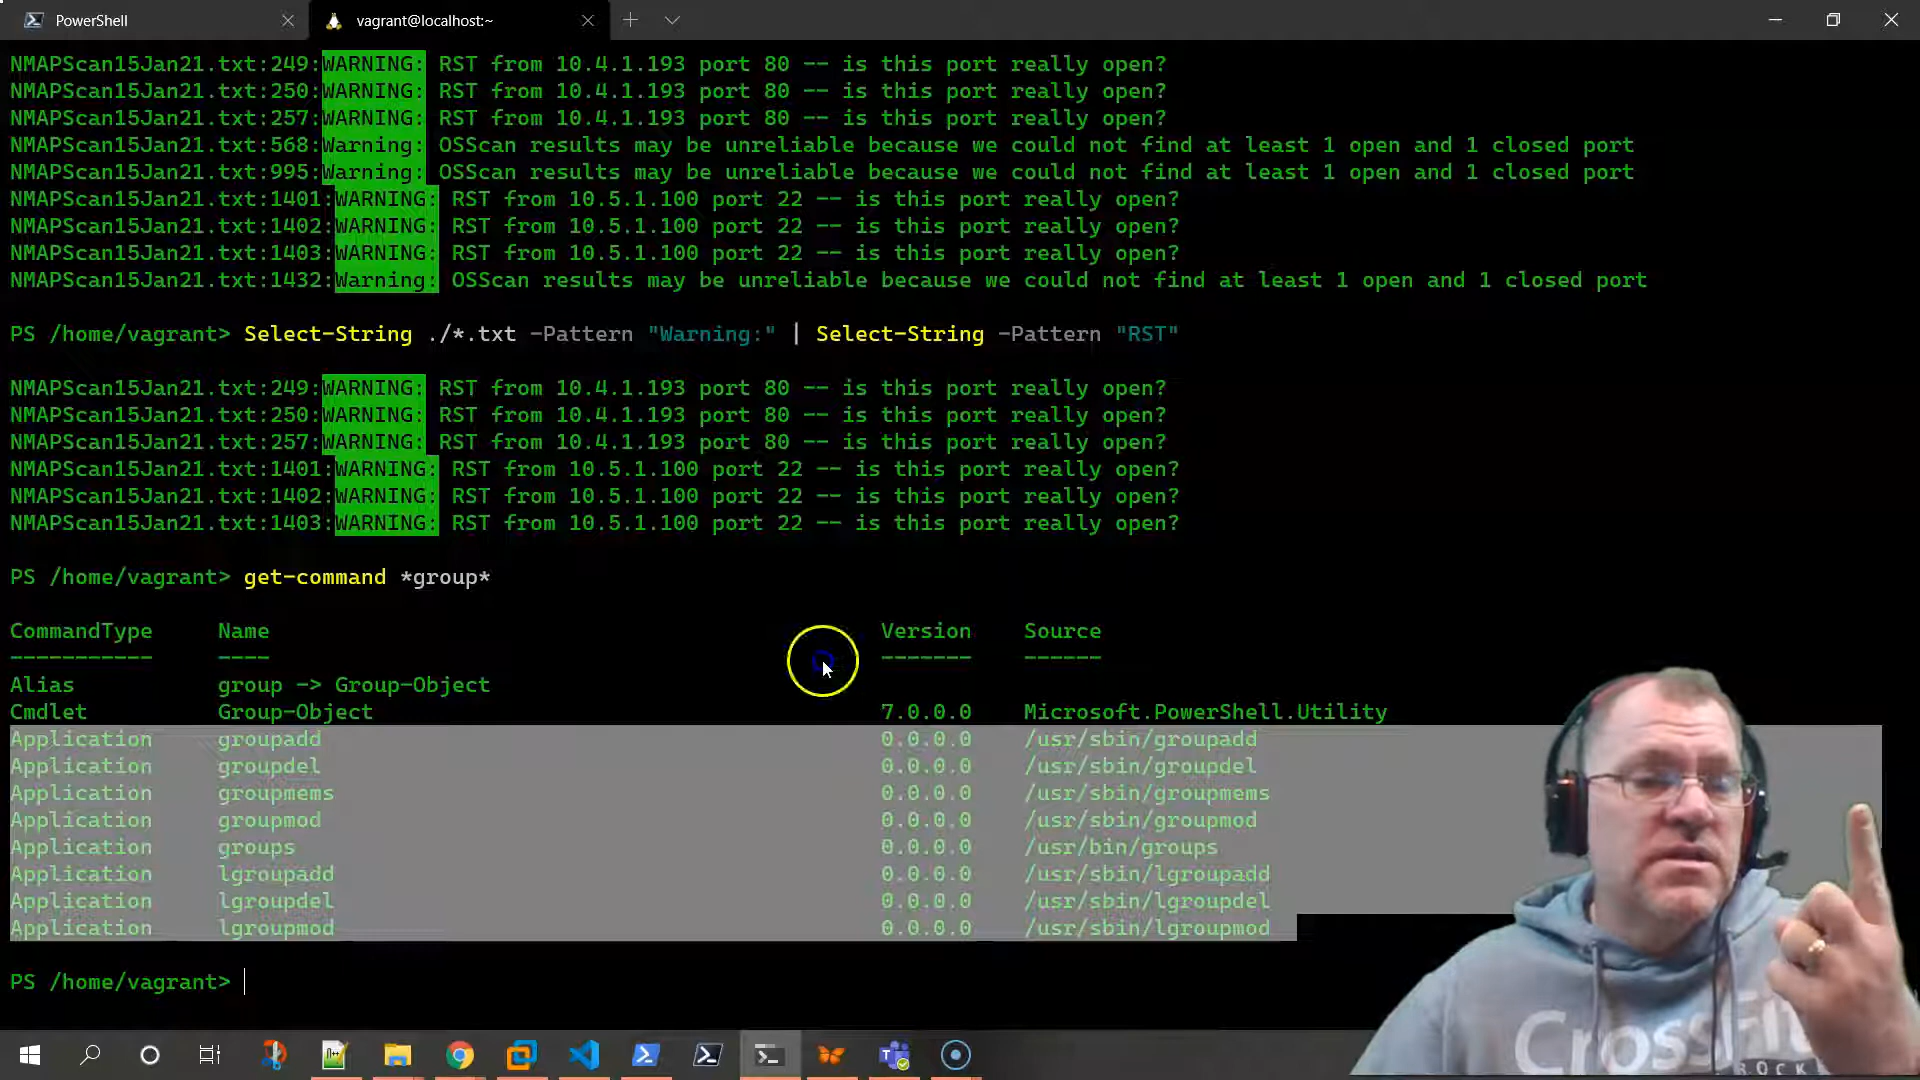 PowerShell
vagrant@localhost:~
NMAPScan15Jan21.txt:249:WARNING: RST from 10.4.1.193 port 80 -- is this port really open?
NMAPScan15Jan21.txt:250:WARNING: RST from 10.4.1.193 port 80 -- is this port really open?
NMAPScan15Jan21.txt:257:WARNING: RST from 10.4.1.193 port 80 -- is this port really open?
NMAPScan15Jan21.txt:568:Warning: OSScan results may be unreliable because we could not find at least 1 open and 1 closed port
NMAPScan15Jan21.txt:995:Warning: OSScan results may be unreliable because we could not find at least 1 open and 1 closed port
NMAPScan15Jan21.txt:1401:WARNING: RST from 10.5.1.100 port 22 -- is this port really open?
NMAPScan15Jan21.txt:1402:WARNING: RST from 10.5.1.100 port 22 -- is this port really open?
NMAPScan15Jan21.txt:1403:WARNING: RST from 10.5.1.100 port 22 -- is this port really open?
NMAPScan15Jan21.txt:1432:Warning: OSScan results may be unreliable because we could not find at least 1 open and 1 closed port
PS /home/vagrant> Select-String ./*.txt -Pattern "Warning:" | Select-String -Pattern "RST"
NMAPScan15Jan21.txt:249:WARNING: RST from 10.4.1.193 port 80 -- is this port really open?
NMAPScan15Jan21.txt:250:WARNING: RST from 10.4.1.193 port 80 -- is this port really open?
NMAPScan15Jan21.txt:257:WARNING: RST from 10.4.1.193 port 80 -- is this port really open?
NMAPScan15Jan21.txt:1401:WARNING: RST from 10.5.1.100 port 22 -- is this port really open?
NMAPScan15Jan21.txt:1402:WARNING: RST from 10.5.1.100 port 22 -- is this port really open?
NMAPScan15Jan21.txt:1403:WARNING: RST from 10.5.1.100 port 22 -- is this port really open?
PS /home/vagrant> get-command *group*
CommandType Name Version Source
----------- ---- ------- ------
Alias group -> Group-Object
Cmdlet Group-Object 7.0.0.0 Microsoft.PowerShell.Utility
Application groupadd 0.0.0.0 /usr/sbin/groupadd
Application groupdel 0.0.0.0 /usr/sbin/groupdel
Application groupmems 0.0.0.0 /usr/sbin/groupmems
Application groupmod 0.0.0.0 /usr/sbin/groupmod
Application groups 0.0.0.0 /usr/bin/groups
Application lgroupadd 0.0.0.0 /usr/sbin/lgroupadd
Application lgroupdel 0.0.0.0 /usr/sbin/lgroupdel
Application lgroupmod 0.0.0.0 /usr/sbin/lgroupmod
PS /home/vagrant>